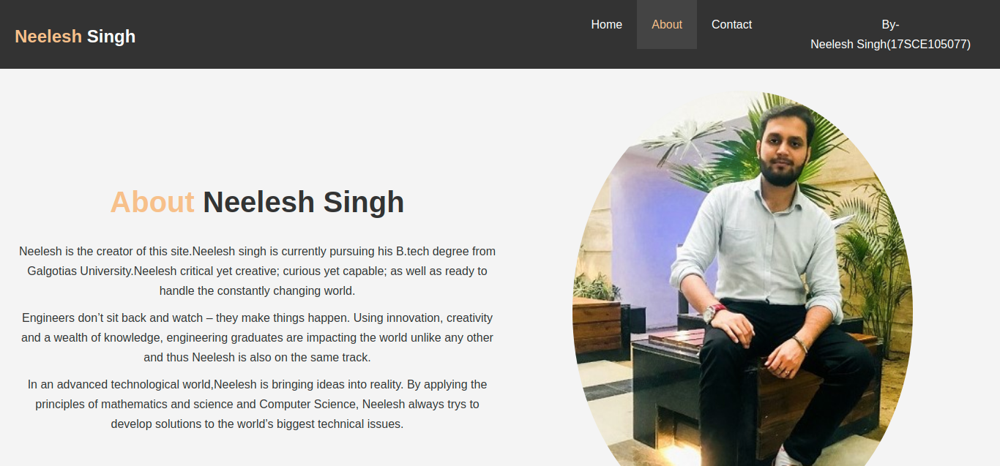 Neelesh Singh
Home
About
Contact
By-
Neelesh Singh(17SCE105077)
About Neelesh Singh
Neelesh is the creator of this site.Neelesh singh is currently pursuing his B.tech degree from
Galgotias University.Neelesh critical yet creative; curious yet capable; as well as ready to
handle the constantly changing world.
Engineers don’t sit back and watch – they make things happen. Using innovation, creativity
and a wealth of knowledge, engineering graduates are impacting the world unlike any other
and thus Neelesh is also on the same track.
In an advanced technological world,Neelesh is bringing ideas into reality. By applying the
principles of mathematics and science and Computer Science, Neelesh always trys to
develop solutions to the world’s biggest technical issues.